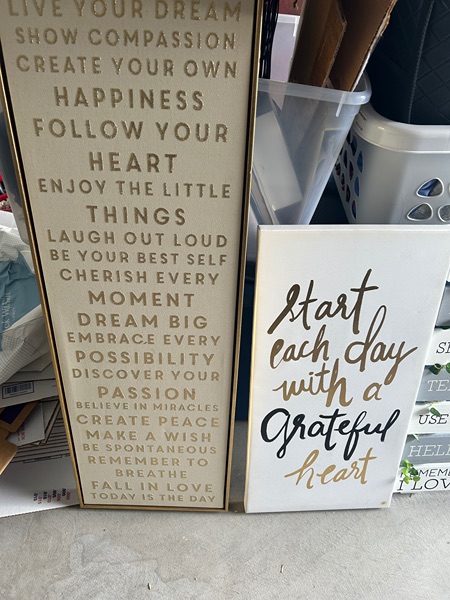 LIVE YOUR DREAM
SHOW COMPASSION
CREATE YOUR OWN
HAPPINESS
FOLLOW YOUR
HEART
ENJOY THE LITTLE
THINGS
LAUGH OUT LOUD
BE YOUR BEST SELF
CHERISH EVERY
MOMENT
DREAM BIG
EMBRACE EVERY
POSSIBILITY
DISCOVER YOUR
PASSION
BELIEVE IN MIRACLES
CREATE PEACE
MAKE A WISH
BE SPONTANEOUS
REMEMBER TO
BREATHE
FALL IN LOVE
TODAY IS THE DAY
start
each day
with a
Grateful
heart
USE
I LOV